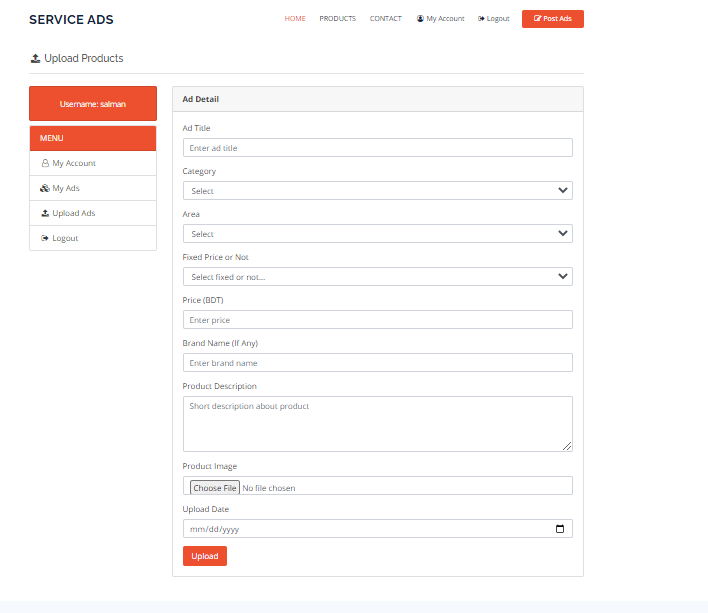 SERVICE ADS
HOME PRODUCTS CONTACT My Account Logout Post Ads
Upload Products
Username: salman
MENU
My Account
My Ads
Upload Ads
Logout
Ad Detail
Ad Title
Enter ad title
Category
Select
Area
Select
Fixed Price or Not
Select fixed or not...
Price (BDT)
Enter price
Brand Name (If Any)
Enter brand name
Product Description
Short description about product
Product Image
Choose File No file chosen
Upload Date
mm/dd/yyyy
Upload